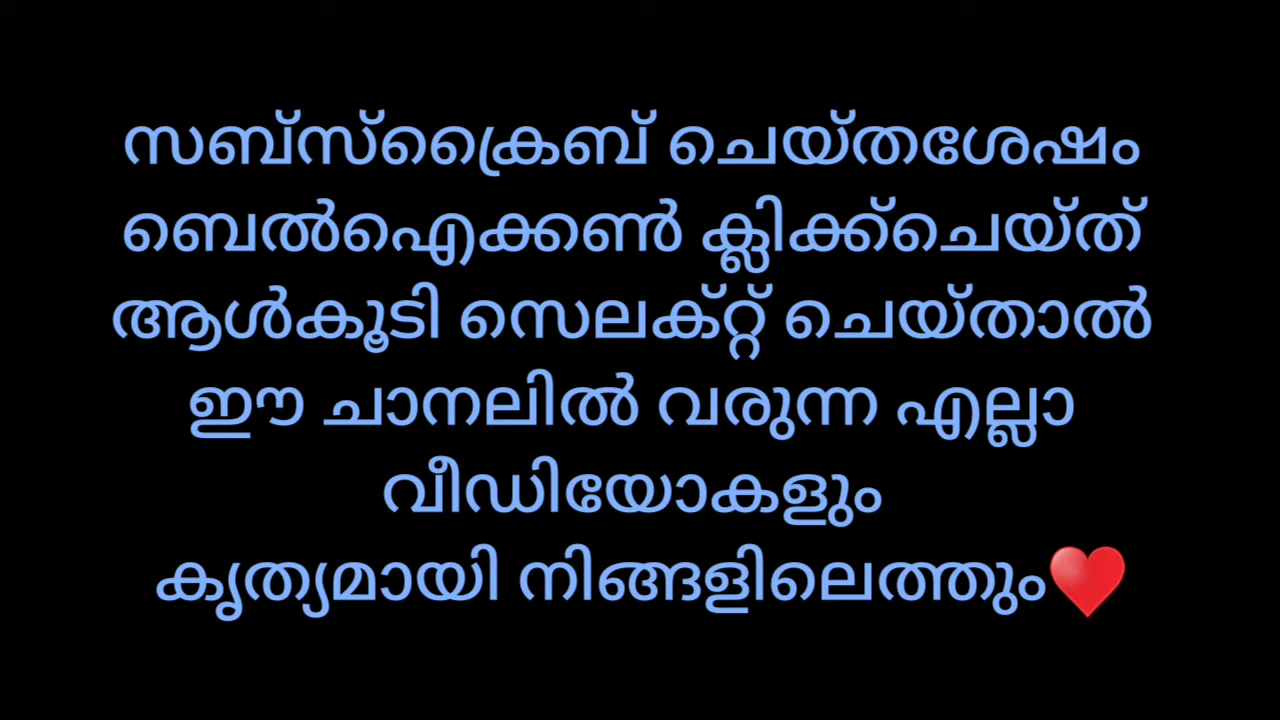 സബ്സ്ക്രൈബ് ചെയ്തശേഷം
ബെൽഐക്കൺ ക്ലിക്ക്ചെയ്ത്
ആൾകൂടി സെലക്റ്റ് ചെയ്താൽ
ഈ ചാനലിൽ വരുന്ന എല്ലാ
വീഡിയോകളും
കൃത്യമായി നിങ്ങളിലെത്തും♥️